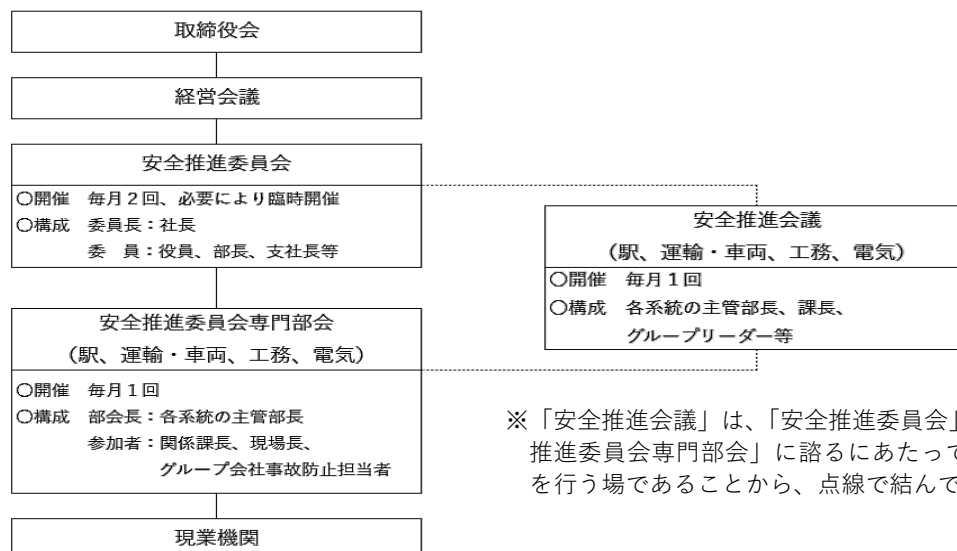 取締役会
経営会議
安全推進委員会
○開催 毎月2回、必要により臨時開催
○構成 委員長:社長
委 員:役員、部長、支社長等
安全推進会議
(駅、運輸・車両、工務、電気)
○開催 毎月1回
○構成 各系統の主管部長、課長、
グループリーダー等
安全推進委員会専門部会
(駅、運輸・車両、工務、電気)
○開催 毎月1回
○構成 部会長:各系統の主管部長
参加者:関係課長、現場長、
グループ会社事故防止担当者
※「安全推進会議」は、「安全推進委員会」
推進委員会専門部会」に諮るにあたって
を行う場であることから、点線で結んで
現業機関